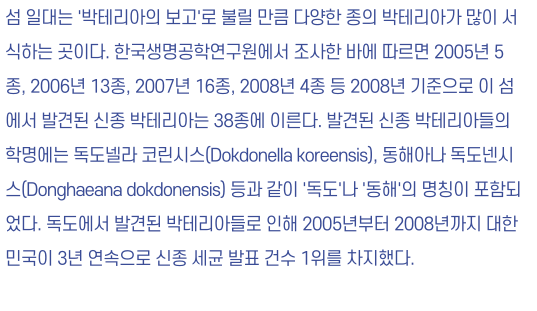 섬 일대는 '박테리아의 보고'로 불릴 만큼 다양한 종의 박테리아가 많이 서
식하는 곳이다. 한국생명공학연구원에서 조사한 바에 따르면 2005년 5
종, 2006년 13종, 2007년 16종, 2008년 4종 등 2008년 기준으로 이 섬
에서 발견된 신종 박테리아는 38종에 이른다. 발견된 신종 박테리아들의
학명에는 독도넬라 코린시스(Dokdonella koreensis), 동해아나 독도넨시
스(Donghaeana dokdonensis) 등과 같이 '독도'나 '동해'의 명칭이 포함되
었다. 독도에서 발견된 박테리아들로 인해 2005년부터 2008년까지 대한
민국이 3년 연속으로 신종 세균 발표 건수 1위를 차지했다.